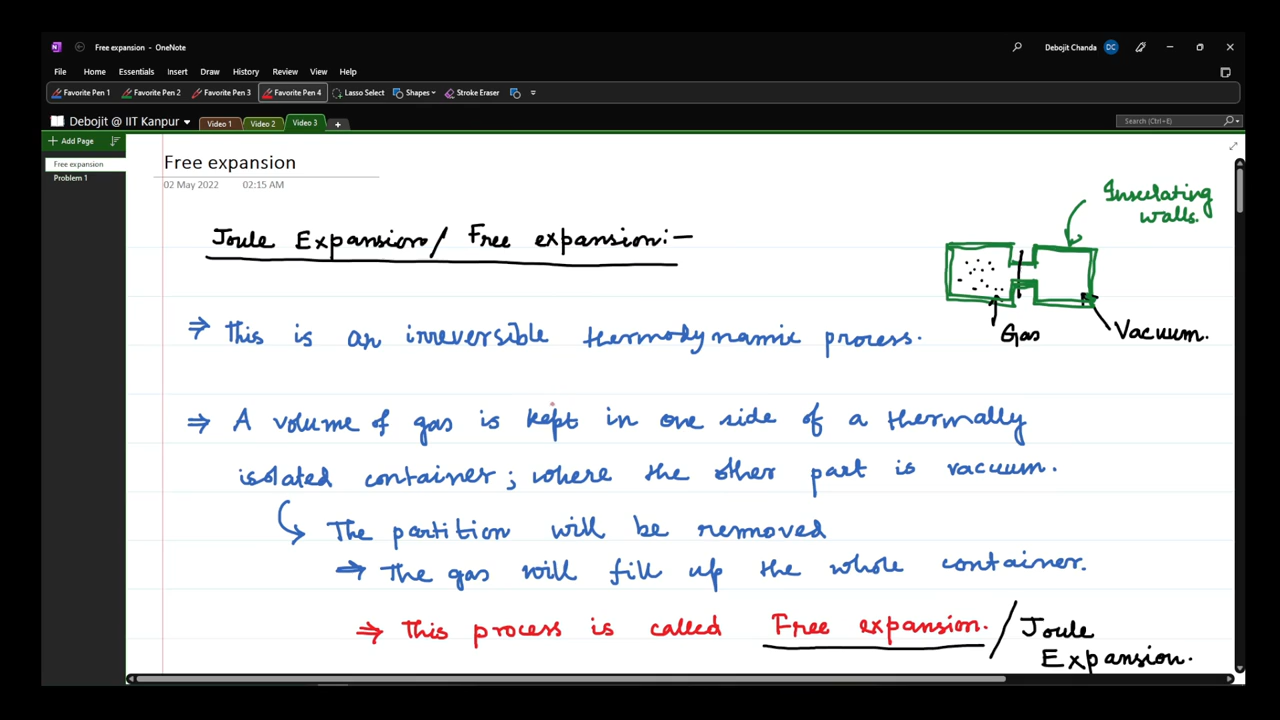 Free expansion - OneNote
Debojit Chanda DC
File Home Essentials Insert Draw History Review View Help
Favorite Pen 1 Favorite Pen 2 Favorite Pen 3 Favorite Pen 4 Lasso Select Shapes Stroke Eraser
Debojit @ IIT Kanpur Video 1 Video 2 Video 3 + Search (Ctrl+E)
+ Add Page
Free expansion
Problem 1
Free expansion
02 May 2022 02:15 AM
Insulating
walls.
Joule Expansion/ Free expansion:-
Gas
Vacuum.
⇒ This is an irreversible thermodynamic process.
⇒ A volume of gas is kept in one side of a thermally
isolated container; where the other part is vacuum.
The partition will be removed
⇒ The gas will fill up the whole container.
⇒ This process is called Free expansion. / Joule
Expansion.